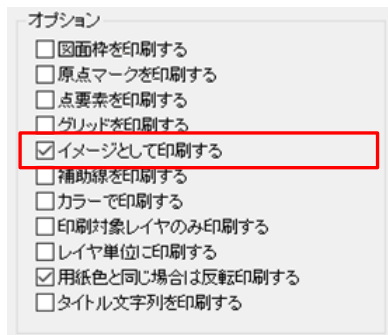 オプション
図面枠を印刷する
原点マークを印刷する
点要素を印刷する
グリッドを印刷する
イメージとして印刷する
補助線を印刷する
カラーで印刷する
印刷対象レイヤのみ印刷する
レイヤ単位に印刷する
用紙色と同じ場合は反転印刷する
タイトル文字列を印刷する